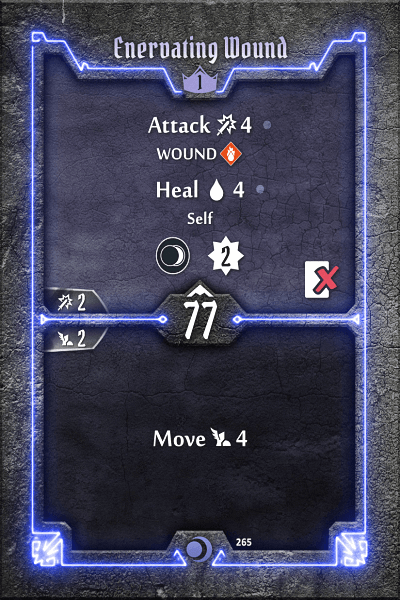 Enervating Wound
1
Attack 4
WOUND
Heal 4
Self
2
2
77
2
Move 4
265